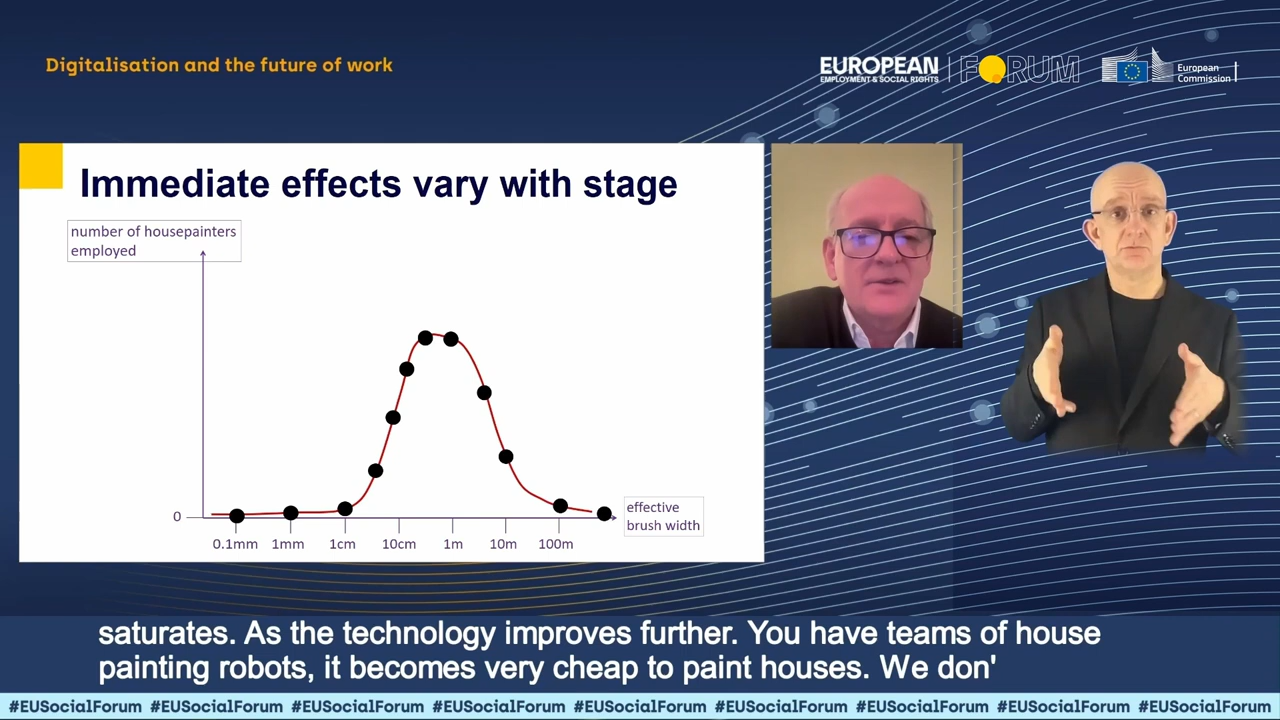 Digitalisation and the future of work
EUROPEAN
EMPLOYMENT & SOCIAL RIGHTS
FORUM
European
Commission
Immediate effects vary with stage
number of housepainters
employed
0
effective
brush width
0.1mm 1mm 1cm 10cm 1m 10m 100m
saturates. As the technology improves further. You have teams of house
painting robots, it becomes very cheap to paint houses. We don'
#EUSocialForum #EUSocialForum #EUSocialForum #EUSocialForum #EUSocialForum #EUSocialForum #EUSocialForum #EUSocialForum #EUSocialForum